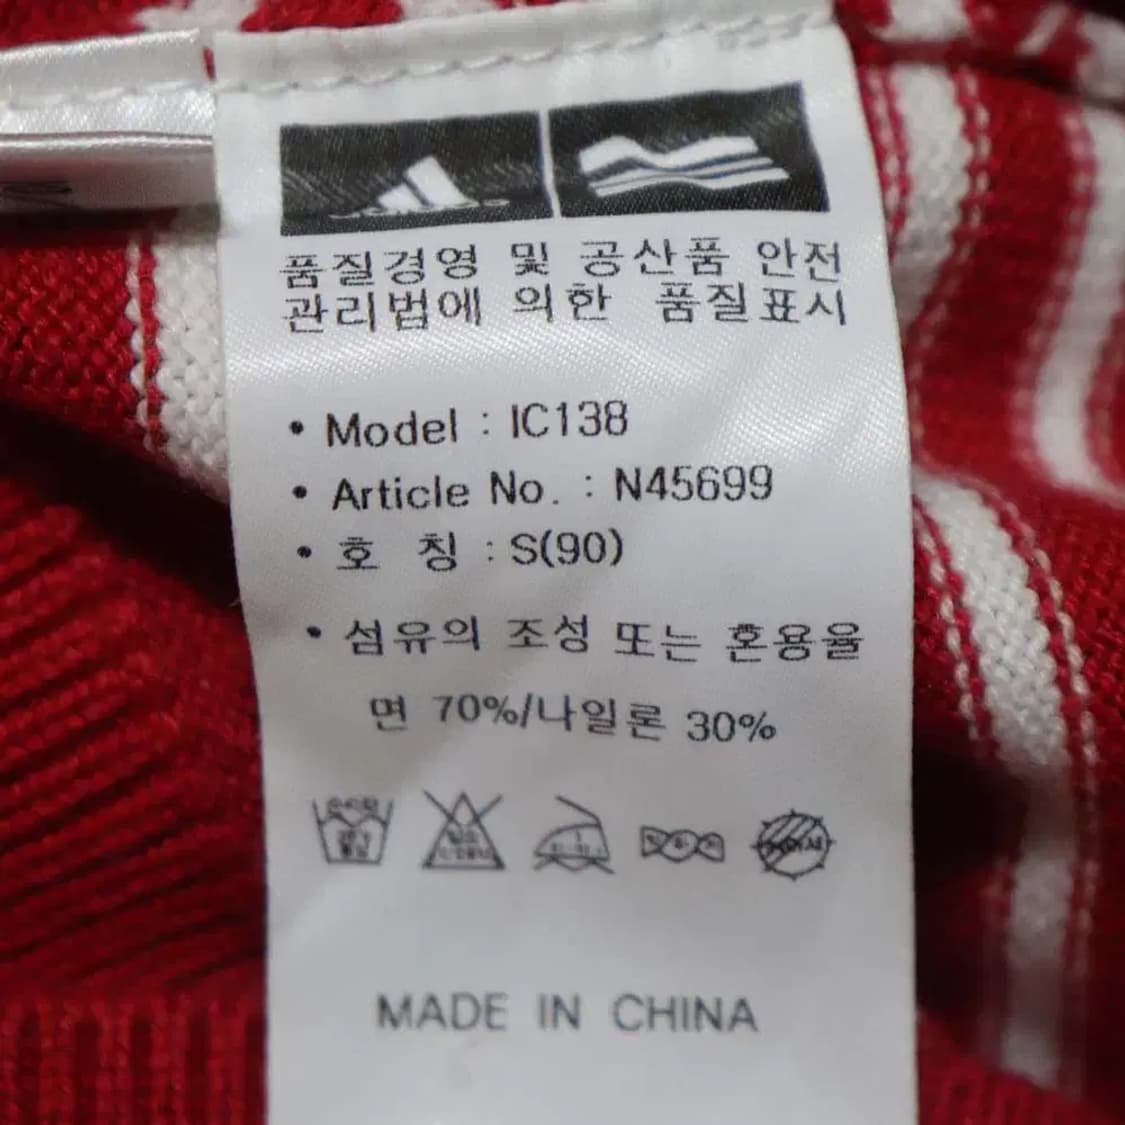 품질경영 및 공산품 안전
관리법에 의한 품질표시
• Model : IC138
• Article No. : N45699
• 호 칭 : S(90)
• 섬유의 조성 또는 혼용율
면 70%/나일론 30%
MADE IN CHINA